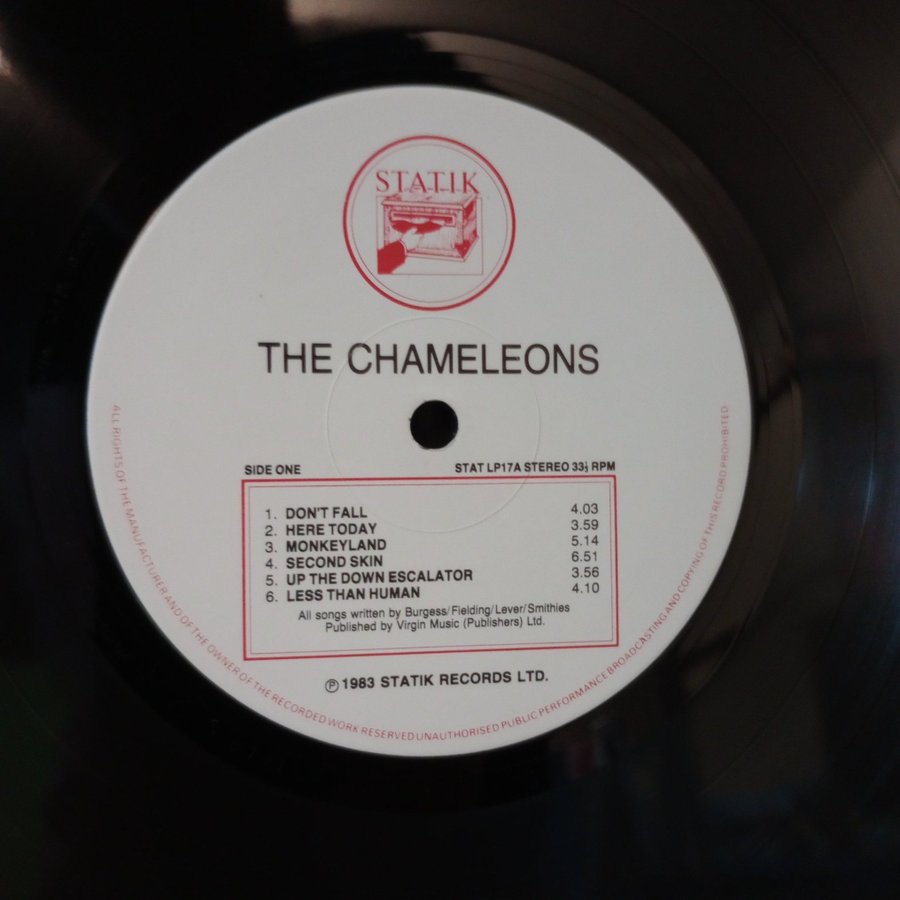 STATIK
THE CHAMELEONS
SIDE ONE STAT LP17A STEREO 33⅓ RPM
1. DON'T FALL 4.03
2. HERE TODAY 3.59
3. MONKEYLAND 5.14
4. SECOND SKIN 6.51
5. UP THE DOWN ESCALATOR 3.56
6. LESS THAN HUMAN 4.10
All songs written by Burgess/Fielding/Lever/Smithies
Published by Virgin Music (Publishers) Ltd.
℗ 1983 STATIK RECORDS LTD.
ALL RIGHTS OF THE MANUFACTURER AND OF THE OWNER OF THE RECORDED WORK RESERVED UNAUTHORISED PUBLIC PERFORMANCE BROADCASTING AND COPYING OF THIS RECORD PROHIBITED